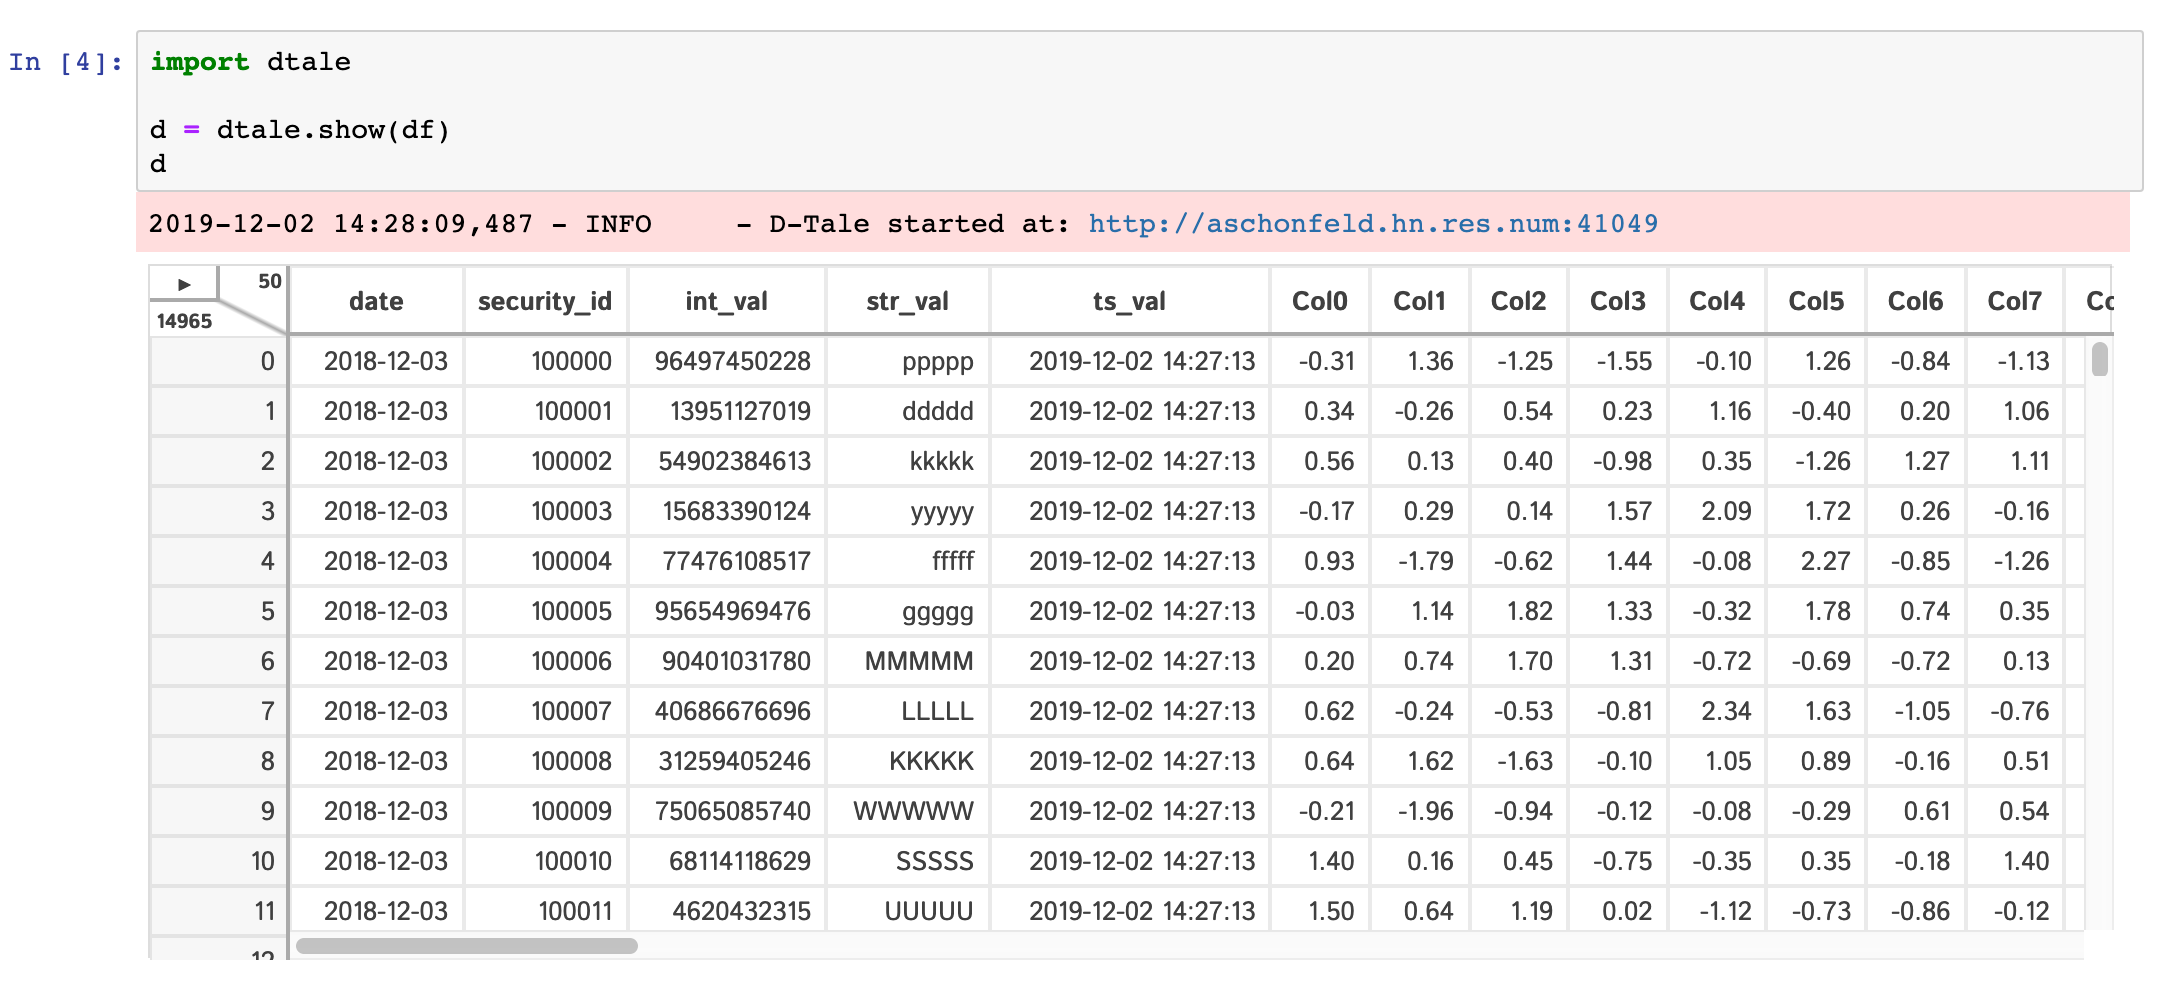 In [4]: import dtale
d = dtale.show(df)
d
2019-12-02 14:28:09,487 - INFO - D-Tale started at: http://aschonfeld.hn.res.num:41049
▶ 50
14965
date security_id int_val str_val ts_val Col0 Col1 Col2 Col3 Col4 Col5 Col6 Col7
0 2018-12-03 100000 96497450228 ppppp 2019-12-02 14:27:13 -0.31 1.36 -1.25 -1.55 -0.10 1.26 -0.84 -1.13
1 2018-12-03 100001 13951127019 ddddd 2019-12-02 14:27:13 0.34 -0.26 0.54 0.23 1.16 -0.40 0.20 1.06
2 2018-12-03 100002 54902384613 kkkkk 2019-12-02 14:27:13 0.56 0.13 0.40 -0.98 0.35 -1.26 1.27 1.11
3 2018-12-03 100003 15683390124 yyyyy 2019-12-02 14:27:13 -0.17 0.29 0.14 1.57 2.09 1.72 0.26 -0.16
4 2018-12-03 100004 77476108517 fffff 2019-12-02 14:27:13 0.93 -1.79 -0.62 1.44 -0.08 2.27 -0.85 -1.26
5 2018-12-03 100005 95654969476 ggggg 2019-12-02 14:27:13 -0.03 1.14 1.82 1.33 -0.32 1.78 0.74 0.35
6 2018-12-03 100006 90401031780 MMMMM 2019-12-02 14:27:13 0.20 0.74 1.70 1.31 -0.72 -0.69 -0.72 0.13
7 2018-12-03 100007 40686676696 LLLLL 2019-12-02 14:27:13 0.62 -0.24 -0.53 -0.81 2.34 1.63 -1.05 -0.76
8 2018-12-03 100008 31259405246 KKKKK 2019-12-02 14:27:13 0.64 1.62 -1.63 -0.10 1.05 0.89 -0.16 0.51
9 2018-12-03 100009 75065085740 WWWWW 2019-12-02 14:27:13 -0.21 -1.96 -0.94 -0.12 -0.08 -0.29 0.61 0.54
10 2018-12-03 100010 68114118629 SSSSS 2019-12-02 14:27:13 1.40 0.16 0.45 -0.75 -0.35 0.35 -0.18 1.40
11 2018-12-03 100011 4620432315 UUUUU 2019-12-02 14:27:13 1.50 0.64 1.19 0.02 -1.12 -0.73 -0.86 -0.12